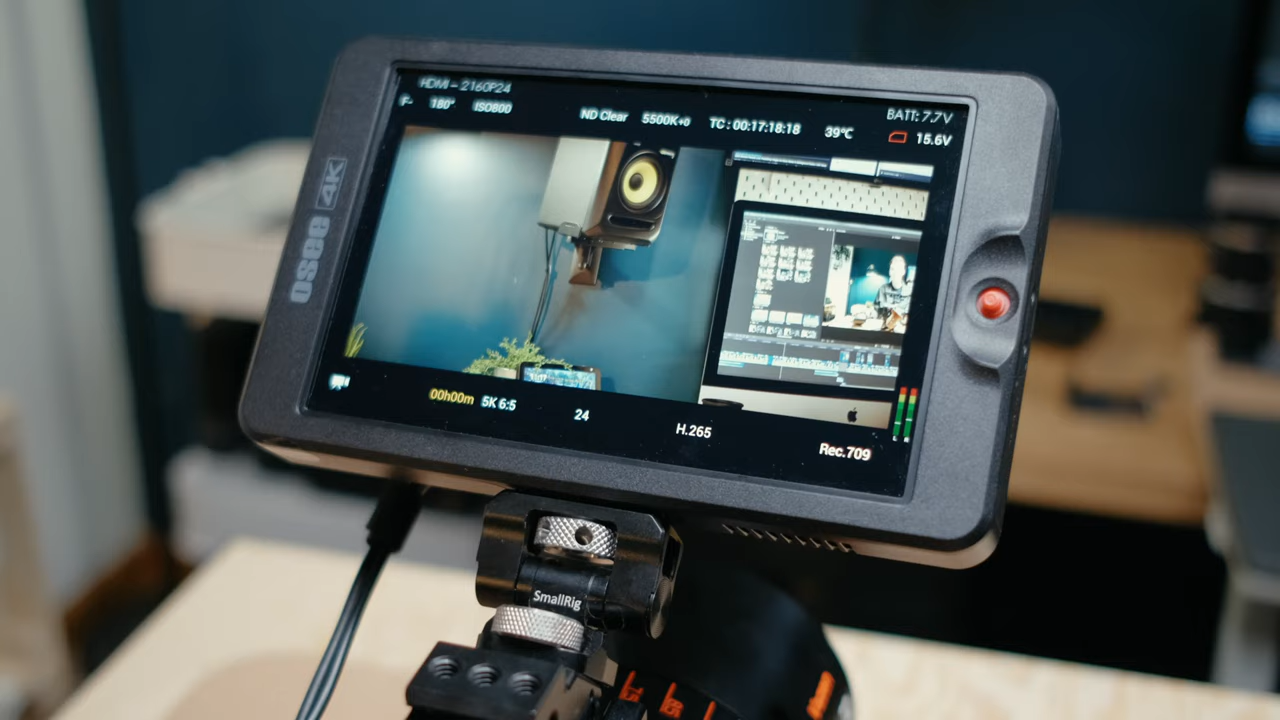 HDMI – 2160P24
BATT: 7.7V
F- 180° ISO800 ND Clear 5500K+0 TC : 00:17:18:18 39°C 15.6V
osee 4K
00h00m 5K 6:5 24 H.265 Rec.709
SmallRig